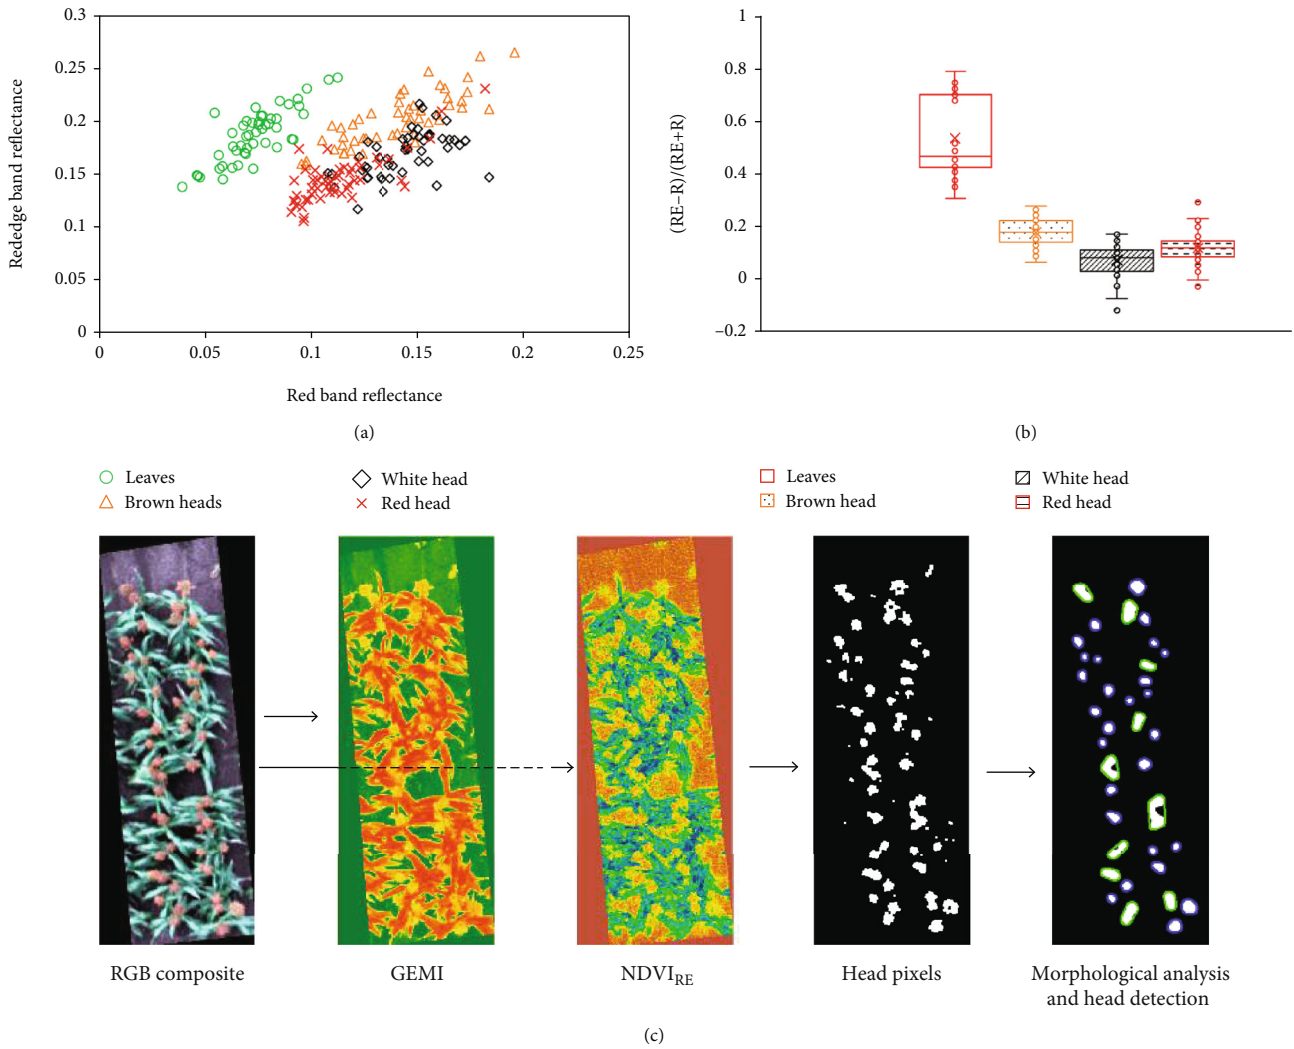 0.3
0.25
0.2
0.15
0.1
0.05
0
Rededge band reflectance
0
0.05
0.1
0.15
0.2
0.25
Red band reflectance
(a)
1
0.8
0.6
0.4
0.2
0
−0.2
(RE−R)/(RE+R)
(b)
Leaves
Brown heads
White head
Red head
Leaves
Brown head
White head
Red head
RGB composite
GEMI
NDVIRE
Head pixels
Morphological analysis
and head detection
(c)